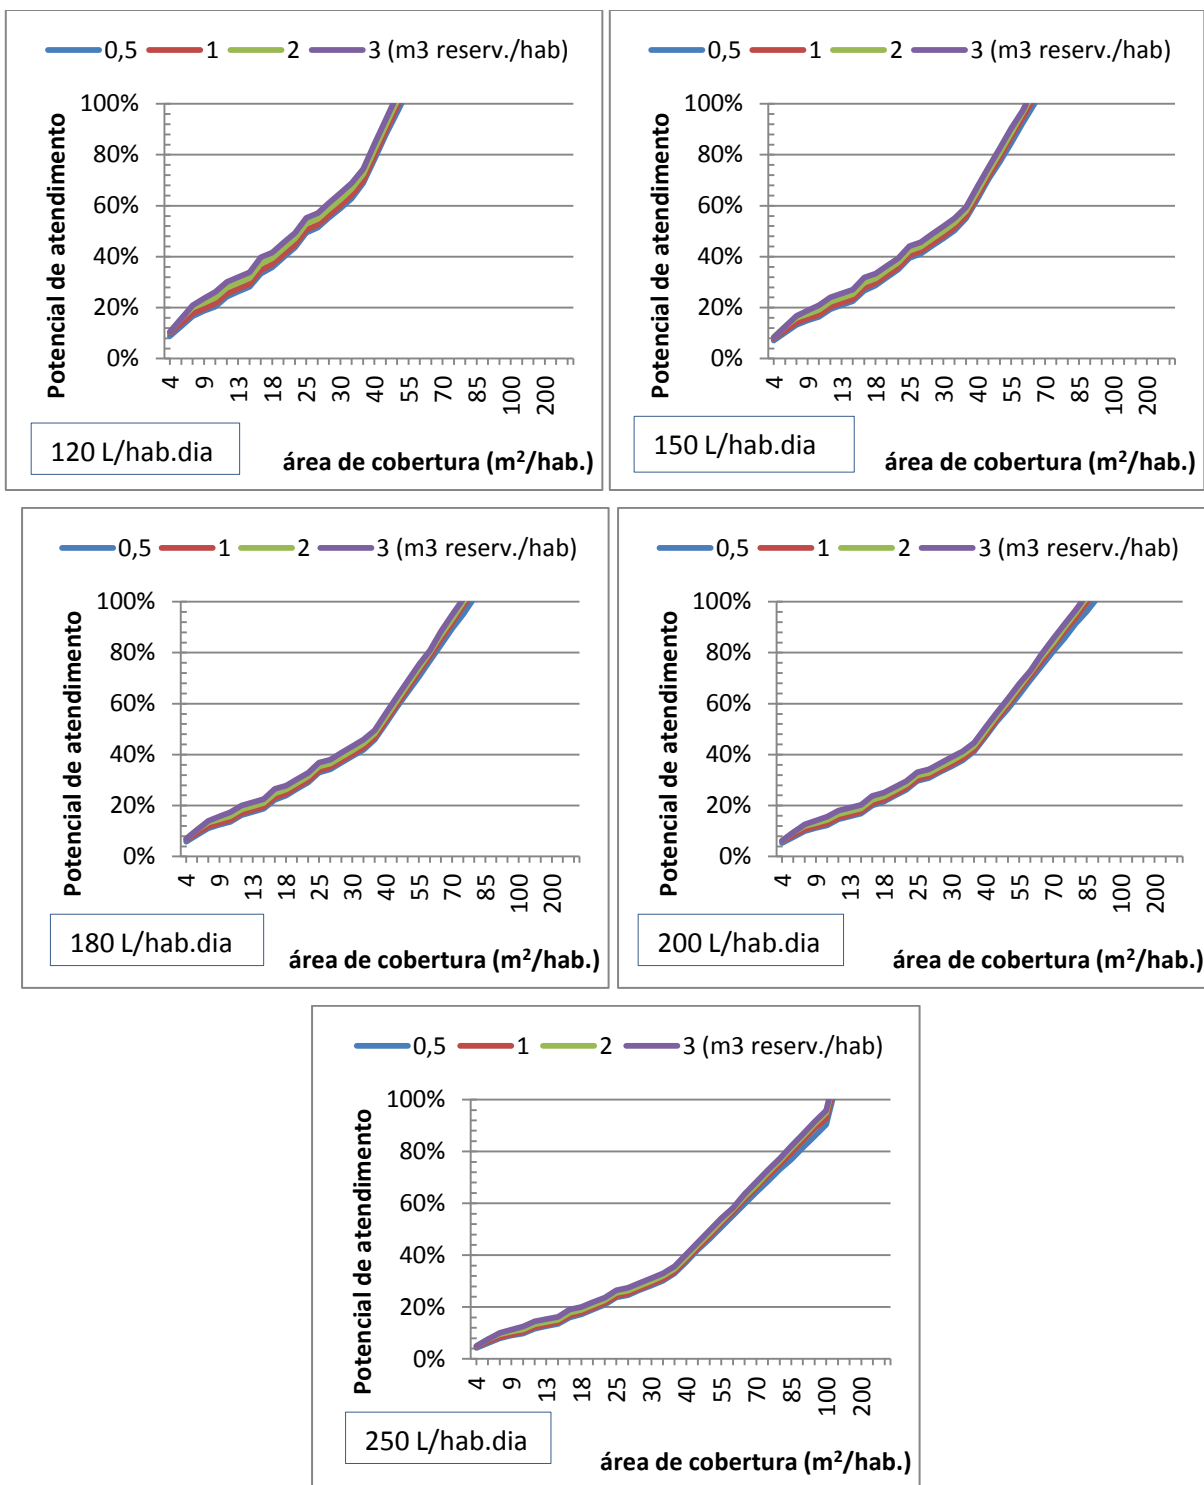 0,5 1 2 3 (m3 reserv./hab)
Potencial de atendimento
100%
80%
60%
40%
20%
0%
4 9 13 18 25 30 40 55 70 85 100 200
120 L/hab.dia
área de cobertura (m²/hab.)
0,5 1 2 3 (m3 reserv./hab)
Potencial de atendimento
100%
80%
60%
40%
20%
0%
4 9 13 18 25 30 40 55 70 85 100 200
150 L/hab.dia
área de cobertura (m²/hab.)
0,5 1 2 3 (m3 reserv./hab)
Potencial de atendimento
100%
80%
60%
40%
20%
0%
4 9 13 18 25 30 40 55 70 85 100 200
180 L/hab.dia
área de cobertura (m²/hab.)
0,5 1 2 3 (m3 reserv./hab)
Potencial de atendimento
100%
80%
60%
40%
20%
0%
4 9 13 18 25 30 40 55 70 85 100 200
200 L/hab.dia
área de cobertura (m²/hab.)
0,5 1 2 3 (m3 reserv./hab)
Potencial de atendimento
100%
80%
60%
40%
20%
0%
4 9 13 18 25 30 40 55 70 85 100 200
250 L/hab.dia
área de cobertura (m²/hab.)